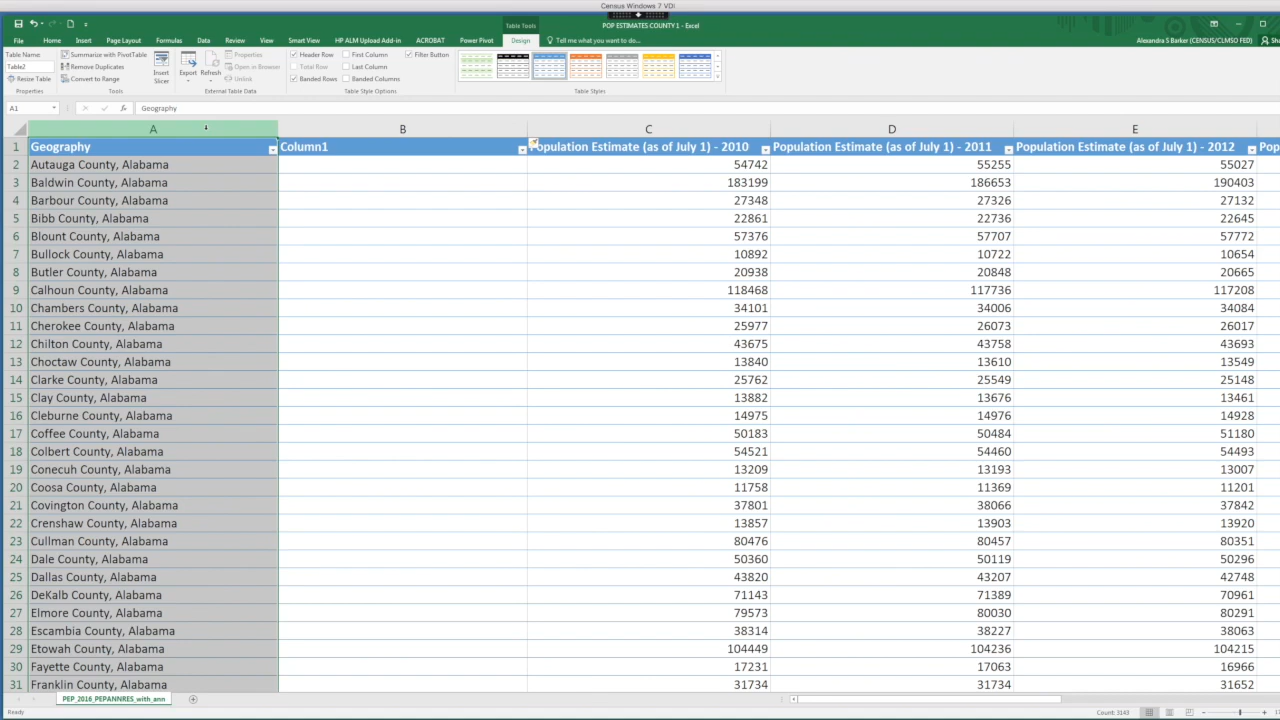 Census Windows 7 VDI
Table Tools
POP ESTIMATES COUNTY 1 - Excel
File Home Insert Page Layout Formulas Data Review View Smart View HP ALM Upload Add-in ACROBAT Power Pivot Design Tell me what you want to do... Alexandra S Barker (CENSUS/CLMSO FED) Sha
Table Name: Summarize with PivotTable Properties Header Row First Column Filter Button
Table2 Remove Duplicates Insert Slicer Export Refresh Open in Browser Total Row Last Column
Resize Table Convert to Range Unlink Banded Rows Banded Columns
Properties Tools External Table Data Table Style Options Table Styles
A1 fx Geography
A B C D E
1 Geography Column1 Population Estimate (as of July 1) - 2010 Population Estimate (as of July 1) - 2011 Population Estimate (as of July 1) - 2012 Pop
2 Autauga County, Alabama 54742 55255 55027
3 Baldwin County, Alabama 183199 186653 190403
4 Barbour County, Alabama 27348 27326 27132
5 Bibb County, Alabama 22861 22736 22645
6 Blount County, Alabama 57376 57707 57772
7 Bullock County, Alabama 10892 10722 10654
8 Butler County, Alabama 20938 20848 20665
9 Calhoun County, Alabama 118468 117736 117208
10 Chambers County, Alabama 34101 34006 34084
11 Cherokee County, Alabama 25977 26073 26017
12 Chilton County, Alabama 43675 43758 43693
13 Choctaw County, Alabama 13840 13610 13549
14 Clarke County, Alabama 25762 25549 25148
15 Clay County, Alabama 13882 13676 13461
16 Cleburne County, Alabama 14975 14976 14928
17 Coffee County, Alabama 50183 50484 51180
18 Colbert County, Alabama 54521 54460 54493
19 Conecuh County, Alabama 13209 13193 13007
20 Coosa County, Alabama 11758 11369 11201
21 Covington County, Alabama 37801 38066 37842
22 Crenshaw County, Alabama 13857 13903 13920
23 Cullman County, Alabama 80476 80457 80351
24 Dale County, Alabama 50360 50119 50296
25 Dallas County, Alabama 43820 43207 42748
26 DeKalb County, Alabama 71143 71389 70961
27 Elmore County, Alabama 79573 80030 80291
28 Escambia County, Alabama 38314 38227 38063
29 Etowah County, Alabama 104449 104236 104215
30 Fayette County, Alabama 17231 17063 16966
31 Franklin County, Alabama 31734 31734 31652
PEP_2016_PEPANNRES_with_ann
Ready Count: 3143